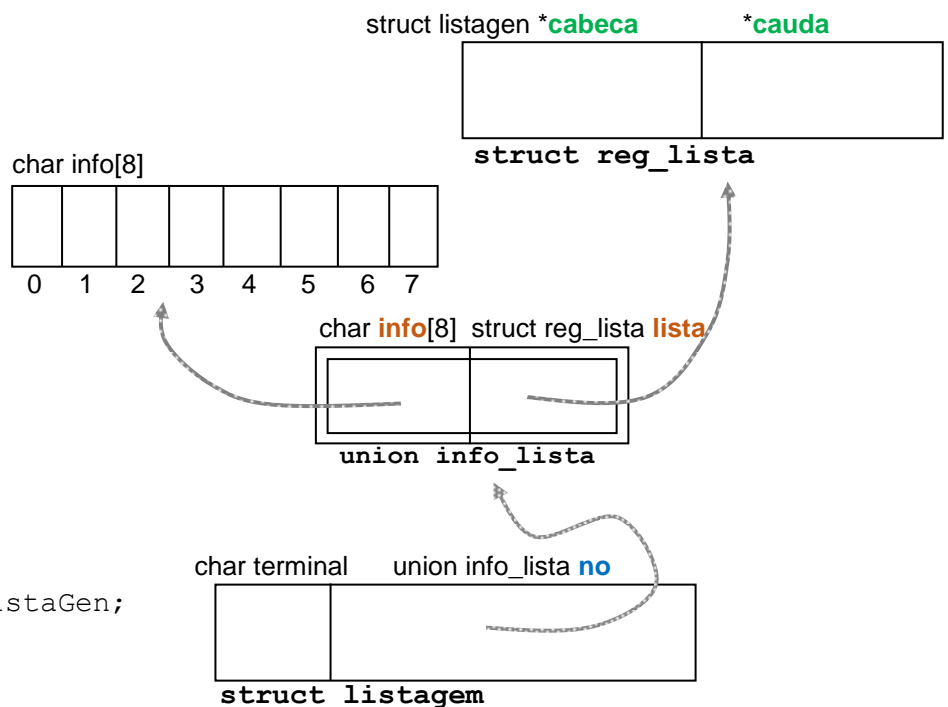 struct listagen *cabeca *cauda
struct reg_lista
char info[8]
0 1 2 3 4 5 6 7
char info[8] struct reg_lista lista
union info_lista
char terminal union info_lista no
staGen;
struct listagem